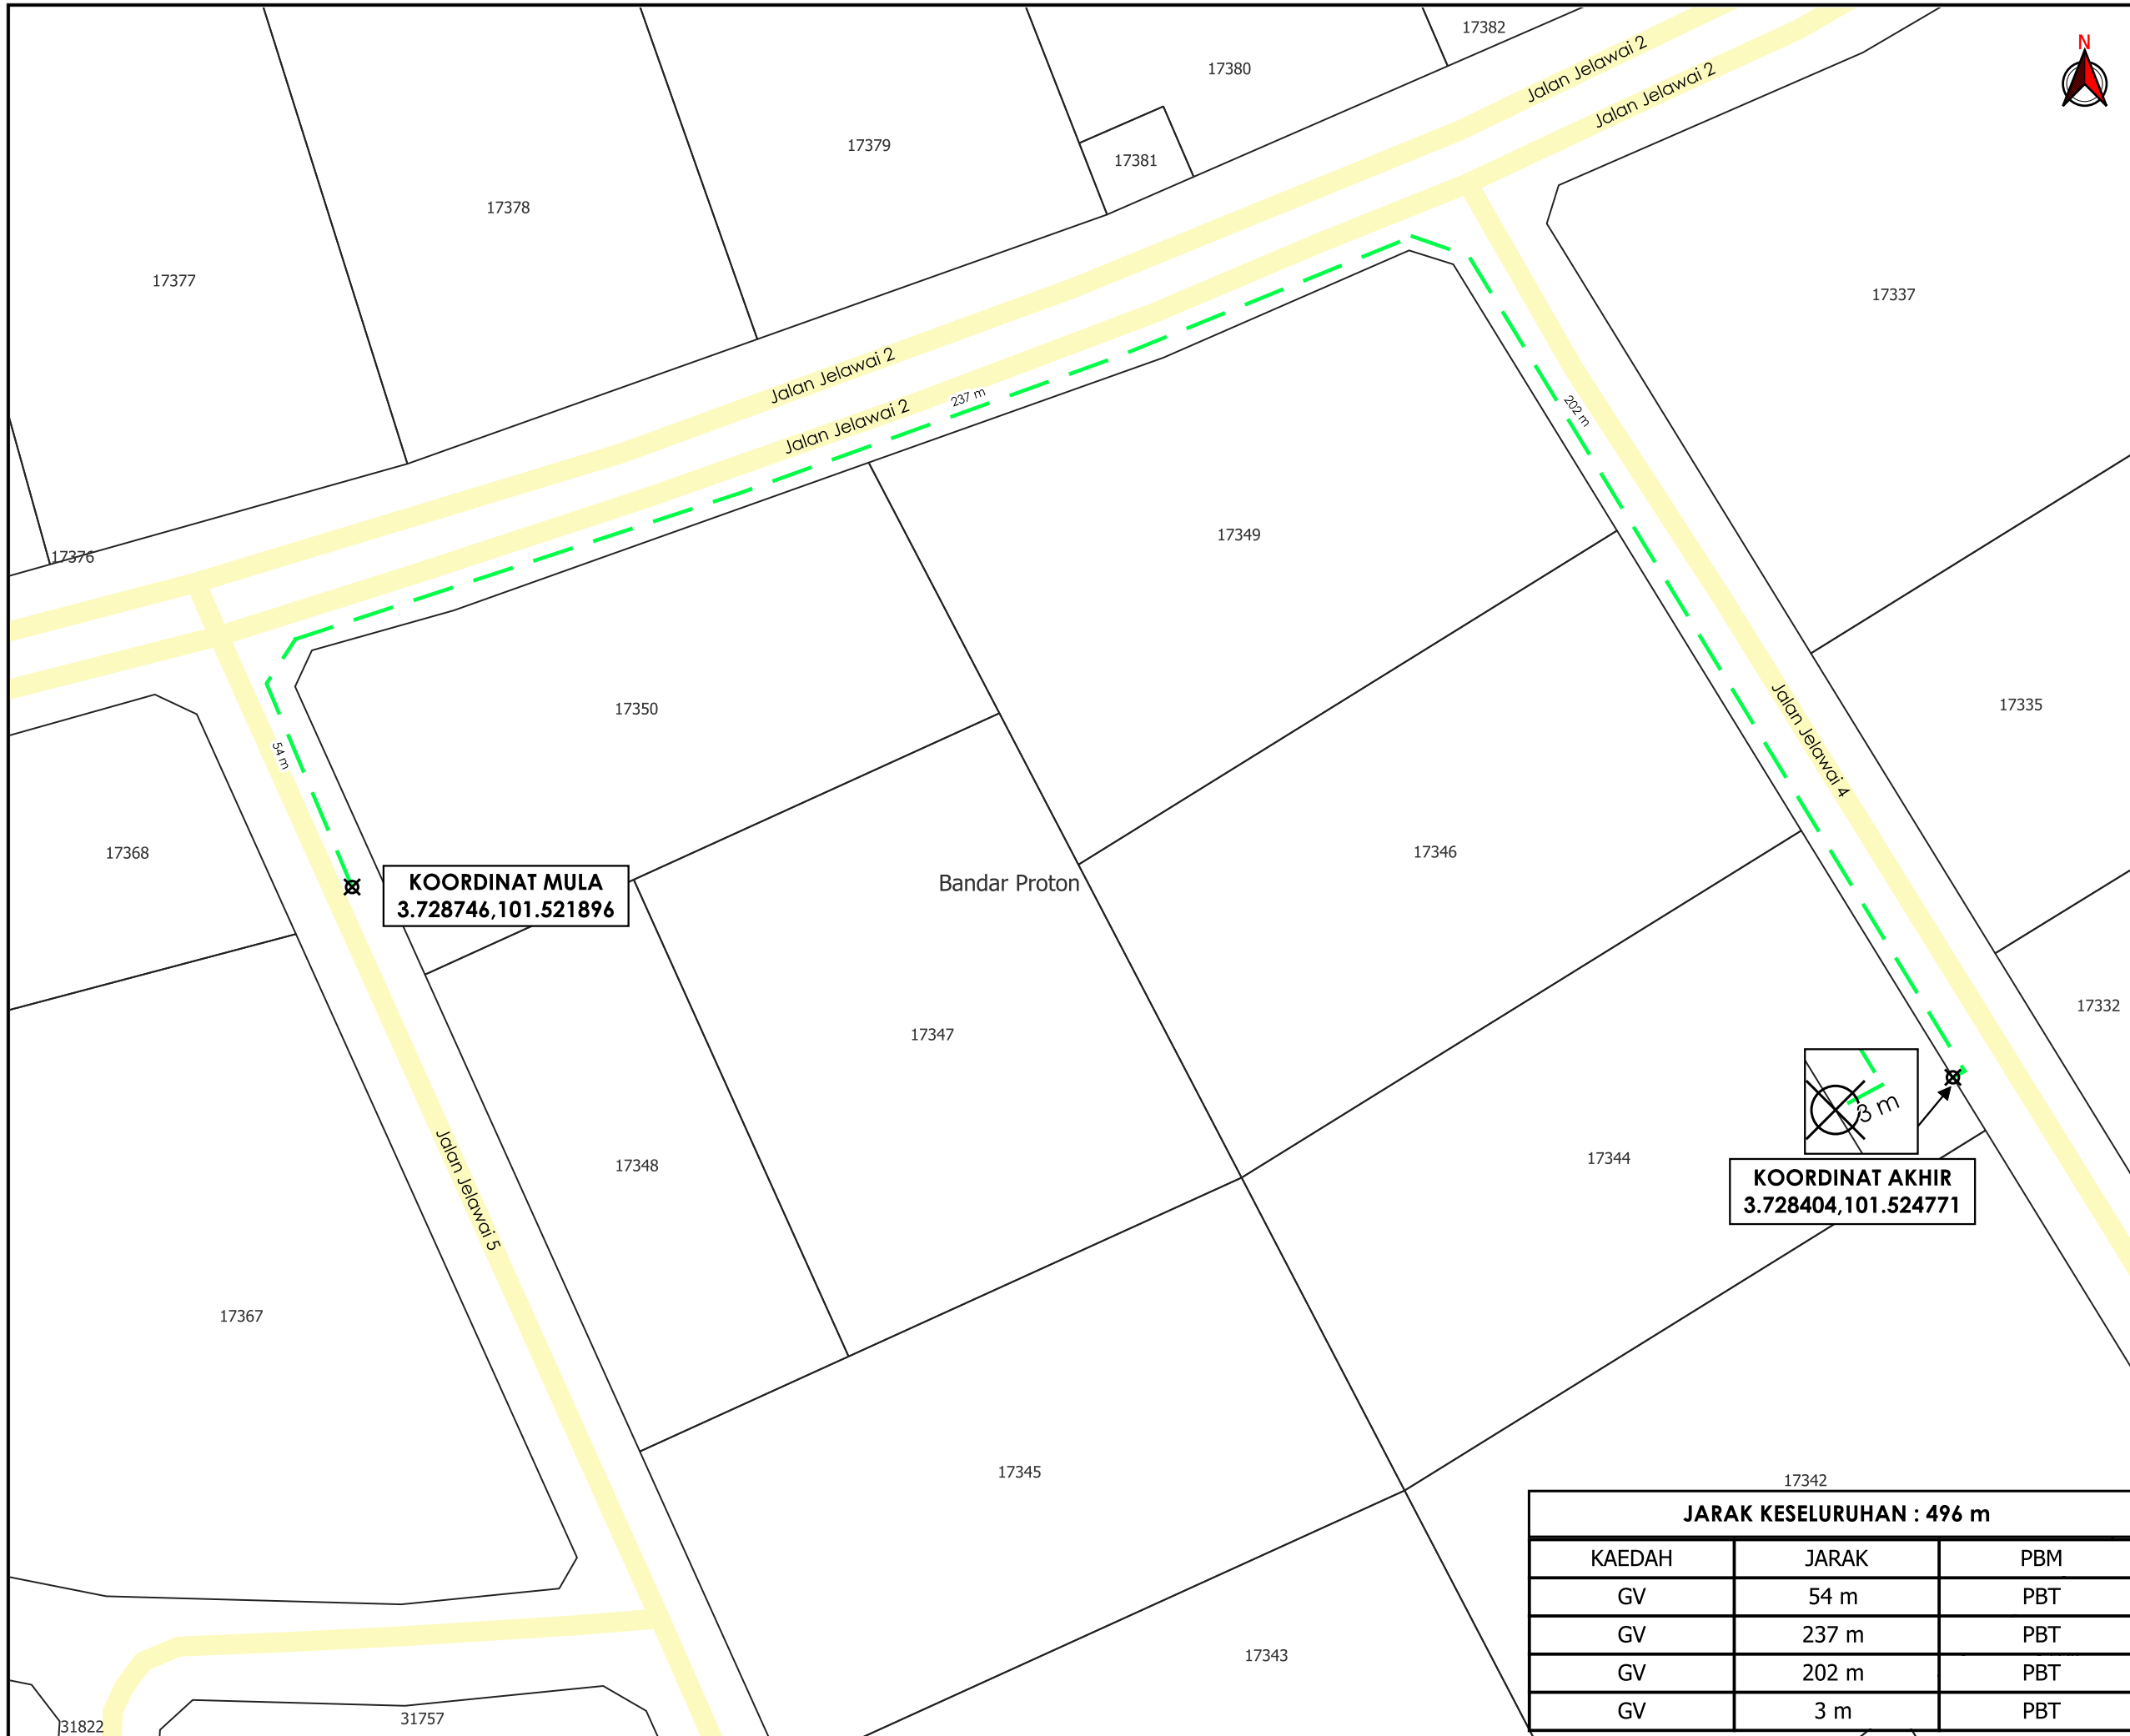 17382
17380
Jalan Jelawai 2
N
Jalan Jelawai 2
17379
17381
17378
17377
17337
Jalan Jelawai 2
237 m
Jalan Jelawai 2
202 m
17349
17376
17350
17335
54 m
Jalan Jelawai 4
17368
17346
KOORDINAT MULA
3.728746,101.521896
Bandar Proton
17332
17347
3 m
17348
17344
Jalan Jelawai 5
KOORDINAT AKHIR
3.728404,101.524771
17367
17345
17342
JARAK KESELURUHAN : 496 m
KAEDAH JARAK PBM
GV 54 m PBT
GV 237 m PBT
GV 202 m PBT
GV 3 m PBT
17343
31757
31822